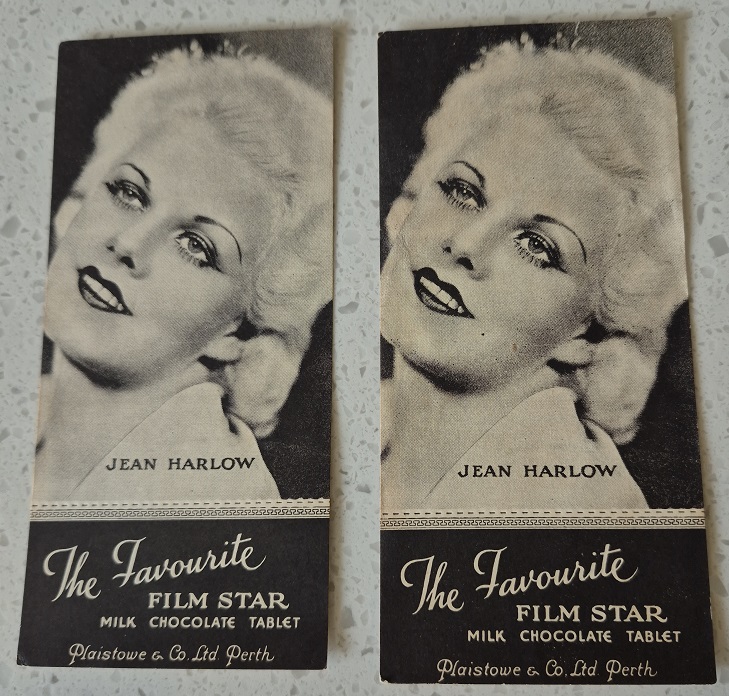 JEAN HARLOW
The Favourite
FILM STAR
MILK CHOCOLATE TABLET
Plaistowe & Co. Ltd Perth
JEAN HARLOW
The Favourite
FILM STAR
MILK CHOCOLATE TABLET
Plaistowe & Co. Ltd Perth